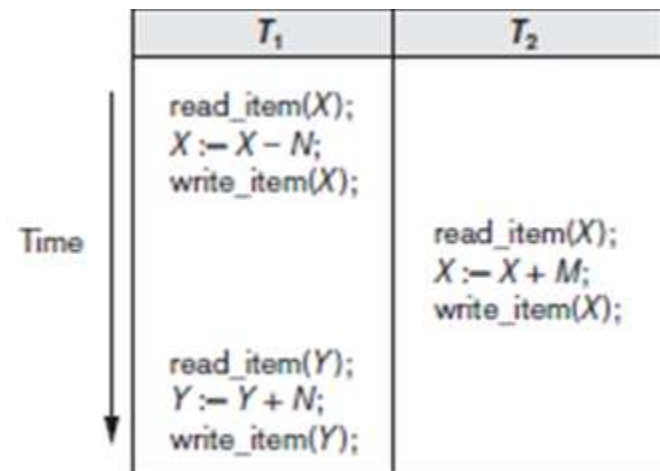 T₁ T₂
read_item(X);
X := X – N;
write_item(X);
Time
read_item(X);
X := X + M;
write_item(X);
read_item(Y);
Y := Y + N;
write_item(Y);